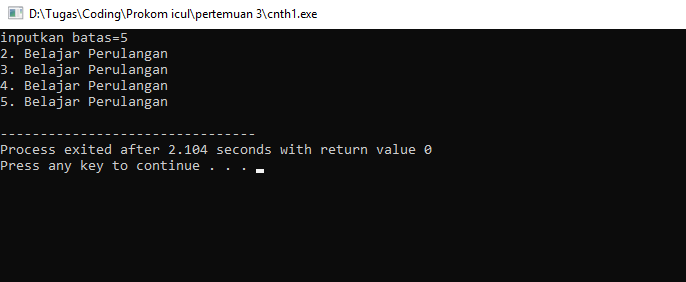 D:\Tugas\Coding\Prokom icul\pertemuan 3\cnth1.exe
inputkan batas=5
2. Belajar Perulangan
3. Belajar Perulangan
4. Belajar Perulangan
5. Belajar Perulangan
--------------------------------
Process exited after 2.104 seconds with return value 0
Press any key to continue . . .